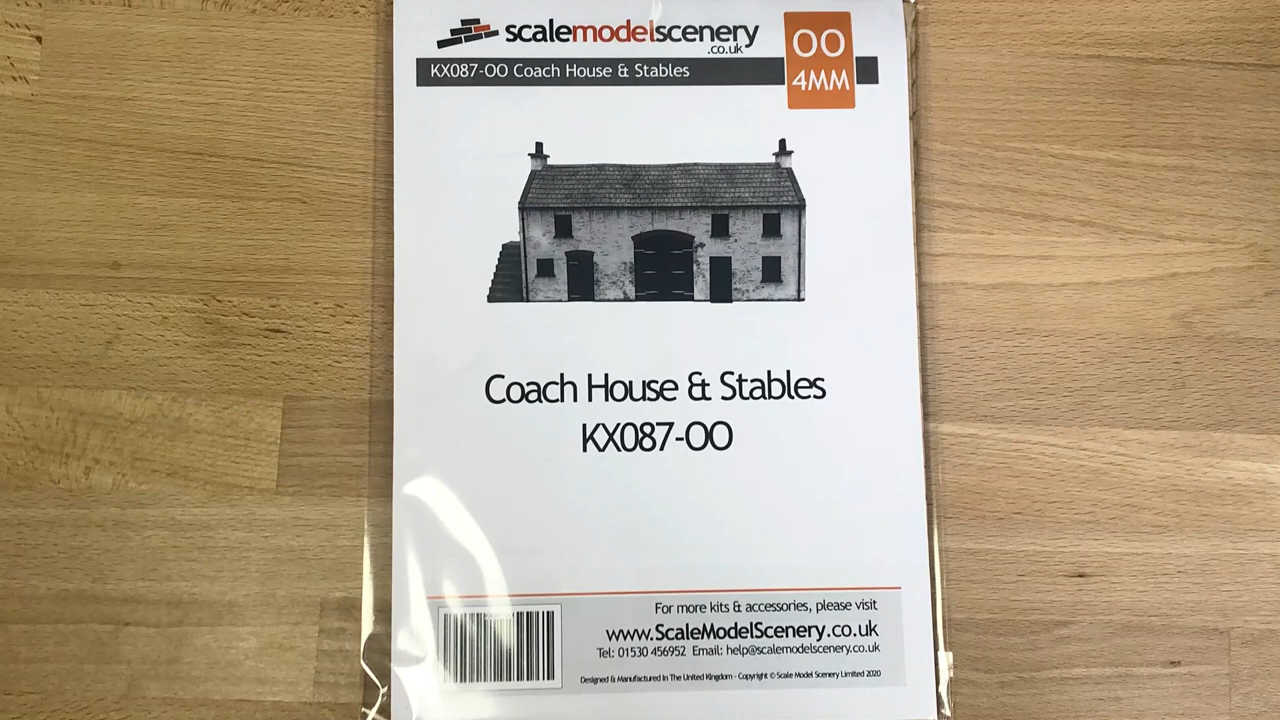 scalemodelscenery
.co.uk
KX087-OO Coach House & Stables
OO
4MM
Coach House & Stables
KX087-OO
For more kits & accessories, please visit
www.ScaleModelScenery.co.uk
Tel: 01530 456952 Email: help@scalemodelscenery.co.uk
Designed & Manufactured In The United Kingdom - Copyright © Scale Model Scenery Limited 2020